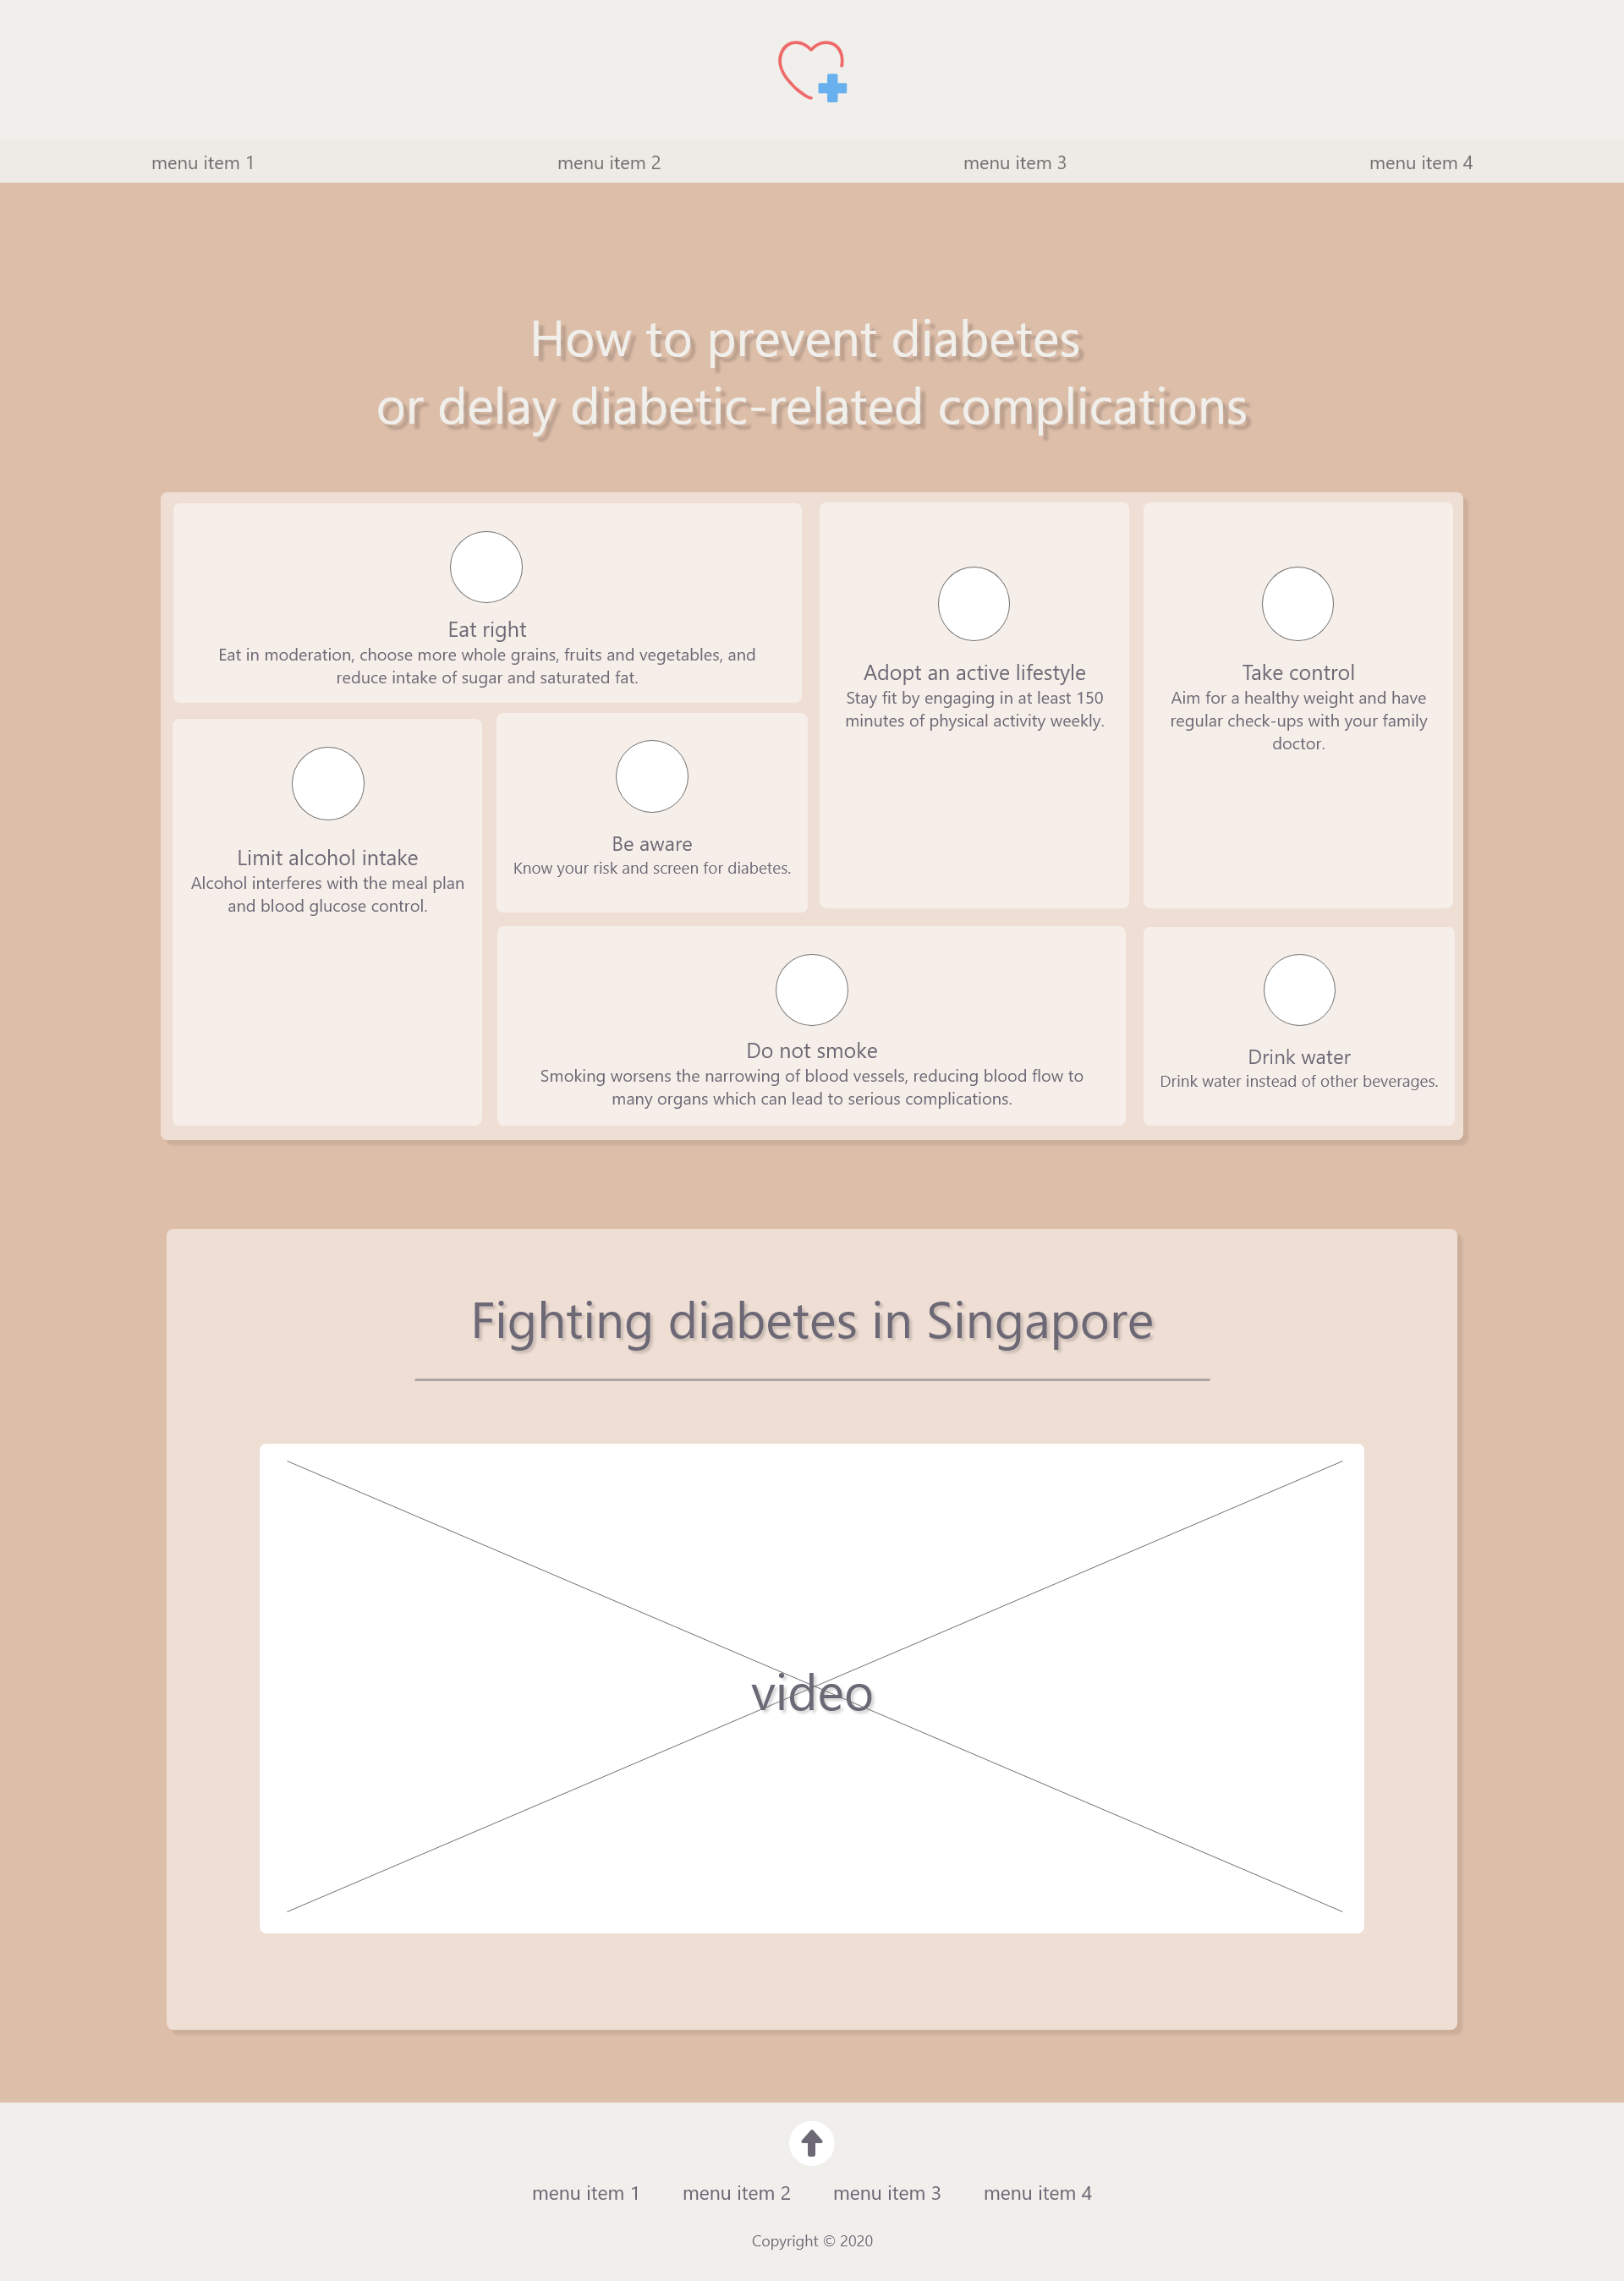 menu item 1
menu item 2
menu item 3
menu item 4
How to prevent diabetes
or delay diabetic-related complications
Eat right
Eat in moderation, choose more whole grains, fruits and vegetables, and
reduce intake of sugar and saturated fat.
Adopt an active lifestyle
Stay fit by engaging in at least 150
minutes of physical activity weekly.
Take control
Aim for a healthy weight and have
regular check-ups with your family
doctor.
Limit alcohol intake
Alcohol interferes with the meal plan
and blood glucose control.
Be aware
Know your risk and screen for diabetes.
Do not smoke
Smoking worsens the narrowing of blood vessels, reducing blood flow to
many organs which can lead to serious complications.
Drink water
Drink water instead of other beverages.
Fighting diabetes in Singapore
video
menu item 1
menu item 2
menu item 3
menu item 4
Copyright © 2020